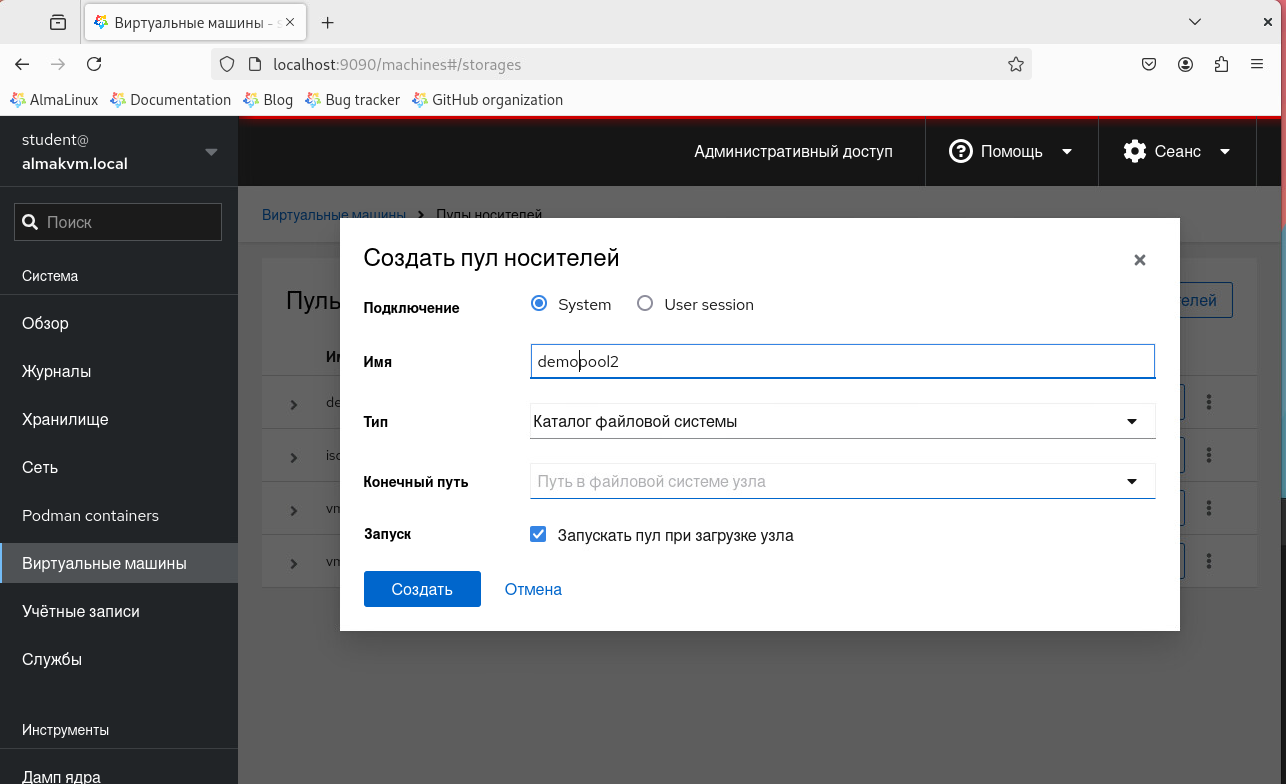 Виртуальные машины - s
localhost:9090/machines#/storages
AlmaLinux Documentation Blog Bug tracker GitHub organization
student@
almakvm.local
Административный доступ Помощь Сеанс
Поиск
Система
Обзор
Журналы
Хранилище
Сеть
Podman containers
Виртуальные машины
Учётные записи
Службы
Инструменты
Дамп ядра
Виртуальные машины > Пулы носителей
Пулы
телей
de
iso
vm
vm
Создать пул носителей
Подключение System User session
Имя demopool2
Тип Каталог файловой системы
Конечный путь Путь в файловой системе узла
Запуск Запускать пул при загрузке узла
Создать Отмена